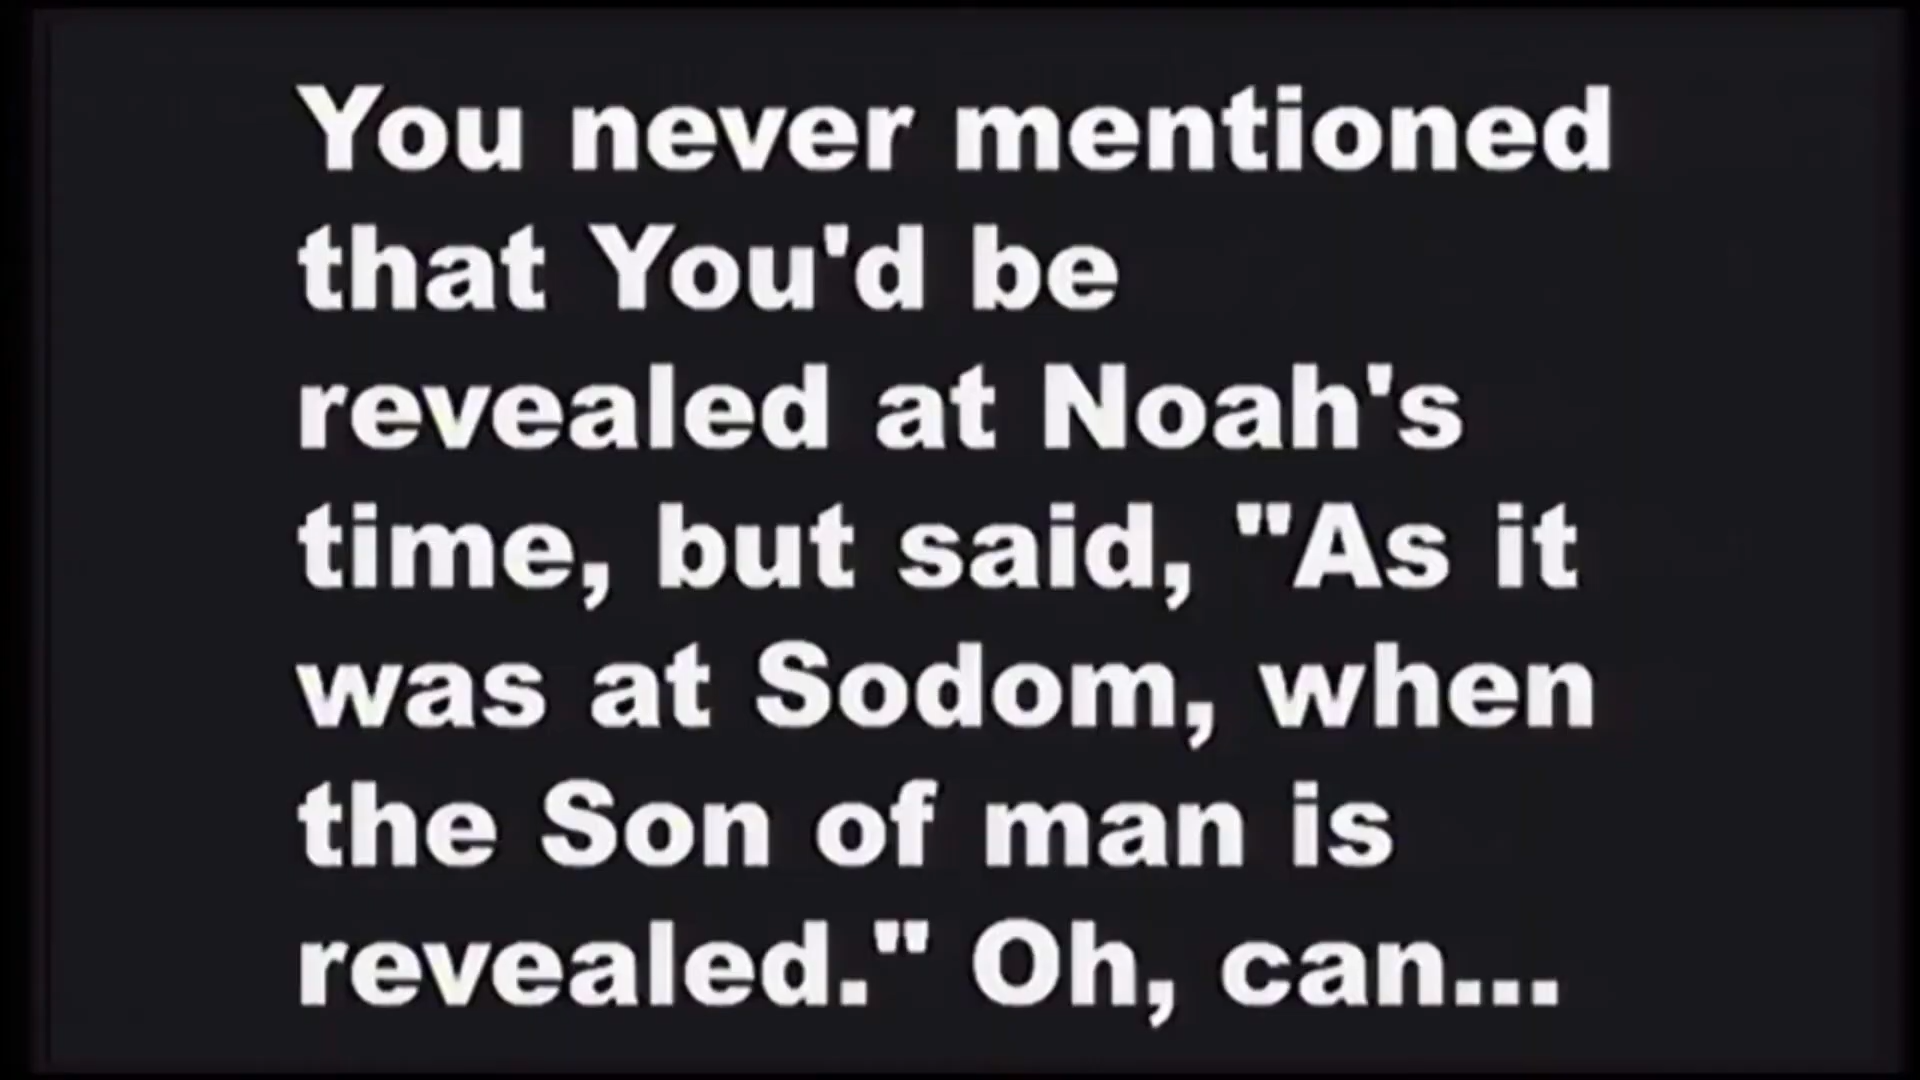 You never mentioned
that You'd be
revealed at Noah's
time, but said, "As it
was at Sodom, when
the Son of man is
revealed." Oh, can...